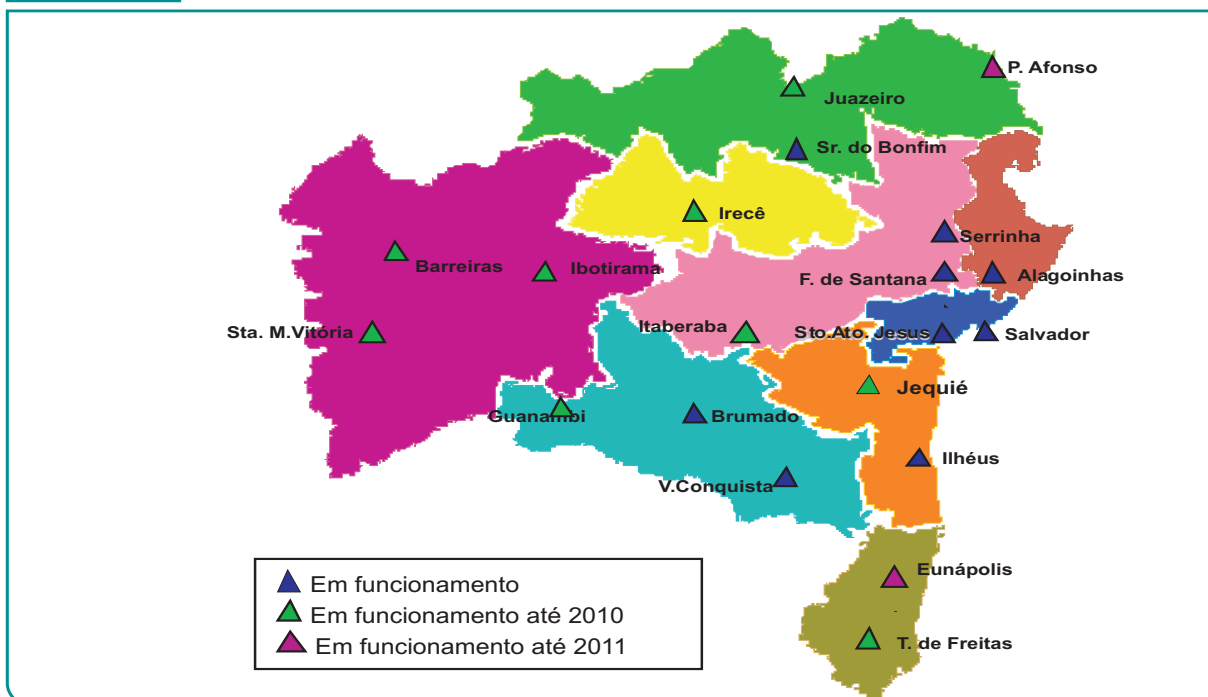 P. Afonso
Juazeiro
Sr. do Bonfim
Irecê
Serrinha
Barreiras
Ibotirama
F. de Santana
Alagoinhas
Sta. M.Vitória
Itaberaba
Sto.Ato. Jesus
Salvador
Jequié
Guanambi
Brumado
Ilhéus
V.Conquista
Eunápolis
T. de Freitas
Em funcionamento
Em funcionamento até 2010
Em funcionamento até 2011